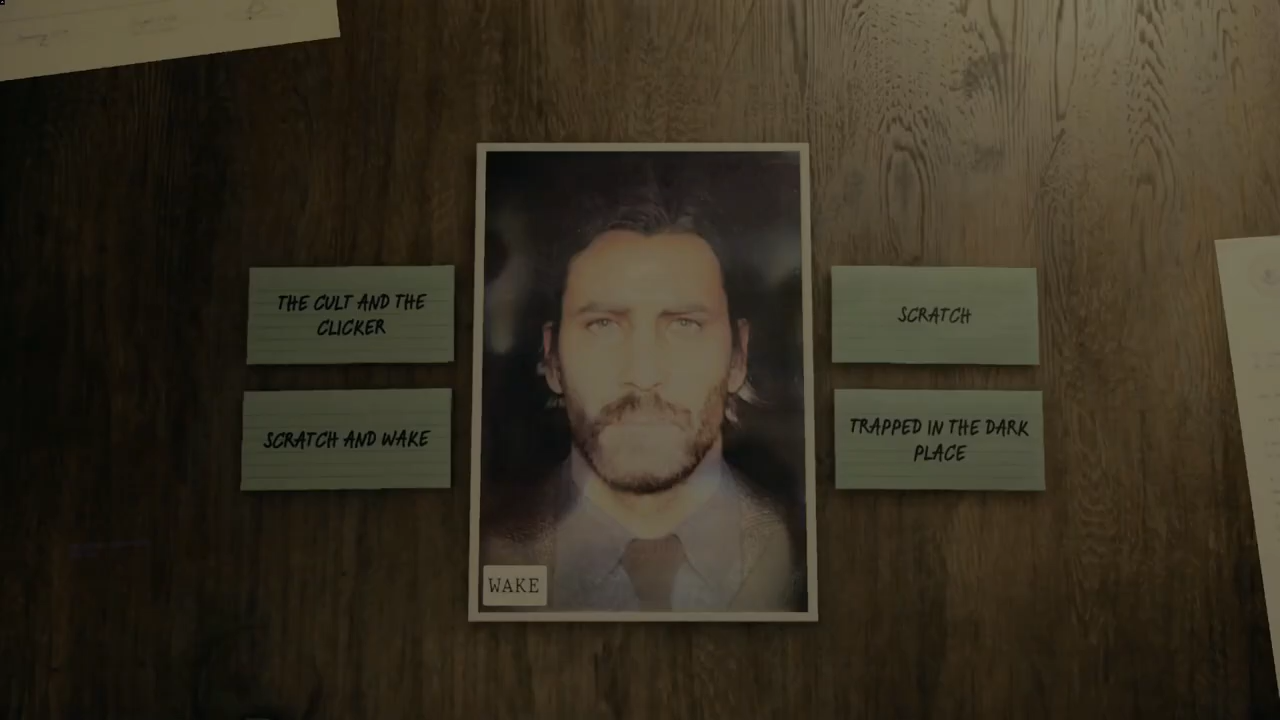 THE CULT AND THE
CLICKER
SCRATCH AND WAKE
WAKE
SCRATCH
TRAPPED IN THE DARK
PLACE